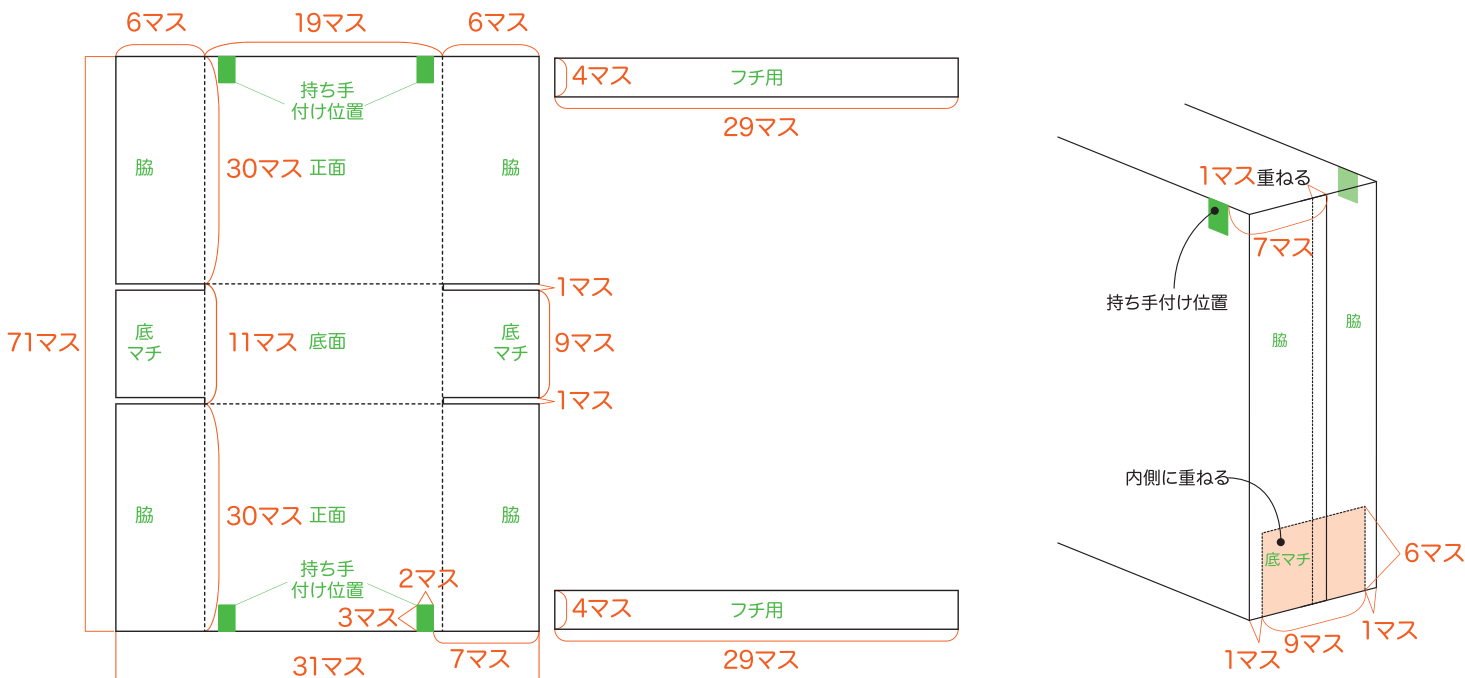 6マス
19マス
6マス
持ち手
付け位置
脇
30マス
正面
脇
71マス
底
マチ
11マス
底面
底
マチ
1マス
9マス
1マス
脇
30マス
正面
脇
持ち手
付け位置
2マス
3マス
7マス
31マス
4マス
フチ用
29マス
4マス
フチ用
29マス
1マス重ねる
7マス
持ち手付け位置
脇
脇
内側に重ねる
底マチ
6マス
1マス
9マス
1マス